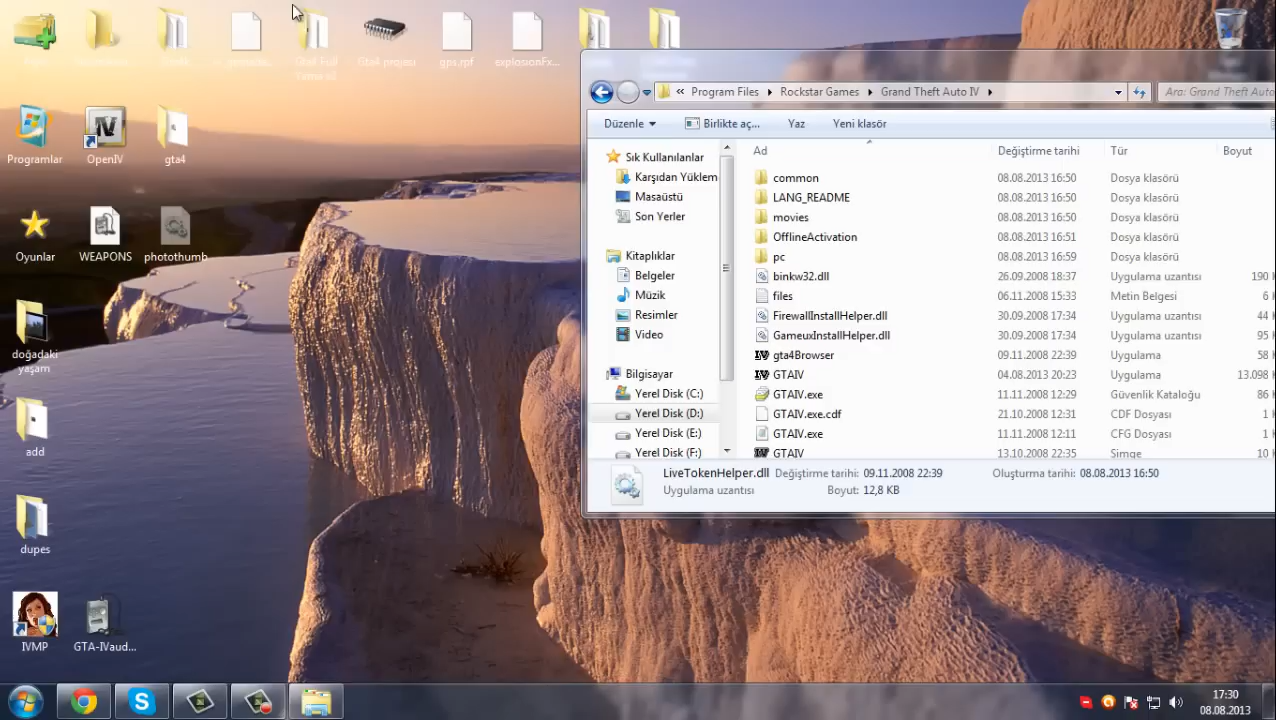 Gta4 projesi
gps.rpf
explosionFx...
Programlar
OpenIV
gta4
Oyunlar
WEAPONS
photothumb
doğadaki
yaşam
add
dupes
IVMP
GTA-IVaud...
« Program Files Rockstar Games Grand Theft Auto IV
Ara: Grand Theft Auto
Düzenle Birlikte aç... Yaz Yeni klasör
Sık Kullanılanlar
Karşıdan Yüklem
Masaüstü
Son Yerler
Kitaplıklar
Belgeler
Müzik
Resimler
Video
Bilgisayar
Yerel Disk (C:)
Yerel Disk (D:)
Yerel Disk (E:)
Yerel Disk (F:)
Ad Değiştirme tarihi Tür Boyut
common 08.08.2013 16:50 Dosya klasörü
LANG_README 08.08.2013 16:50 Dosya klasörü
movies 08.08.2013 16:50 Dosya klasörü
OfflineActivation 08.08.2013 16:51 Dosya klasörü
pc 08.08.2013 16:59 Dosya klasörü
binkw32.dll 26.09.2008 18:37 Uygulama uzantısı 190
files 06.11.2008 15:33 Metin Belgesi 6
FirewallInstallHelper.dll 30.09.2008 17:34 Uygulama uzantısı 44
GameuxInstallHelper.dll 30.09.2008 17:34 Uygulama uzantısı 95
gta4Browser 09.11.2008 22:39 Uygulama 58
GTAIV 04.08.2013 20:23 Uygulama 13.098
GTAIV.exe 11.11.2008 12:29 Güvenlik Kataloğu 86
GTAIV.exe.cdf 21.10.2008 12:31 CDF Dosyası 1
GTAIV.exe 11.11.2008 12:11 CFG Dosyası 1
GTAIV 13.10.2008 22:35 Simge 10
LiveTokenHelper.dll Değiştirme tarihi: 09.11.2008 22:39 Oluşturma tarihi: 08.08.2013 16:50
Uygulama uzantısı Boyut: 12,8 KB
17:30
08.08.2013